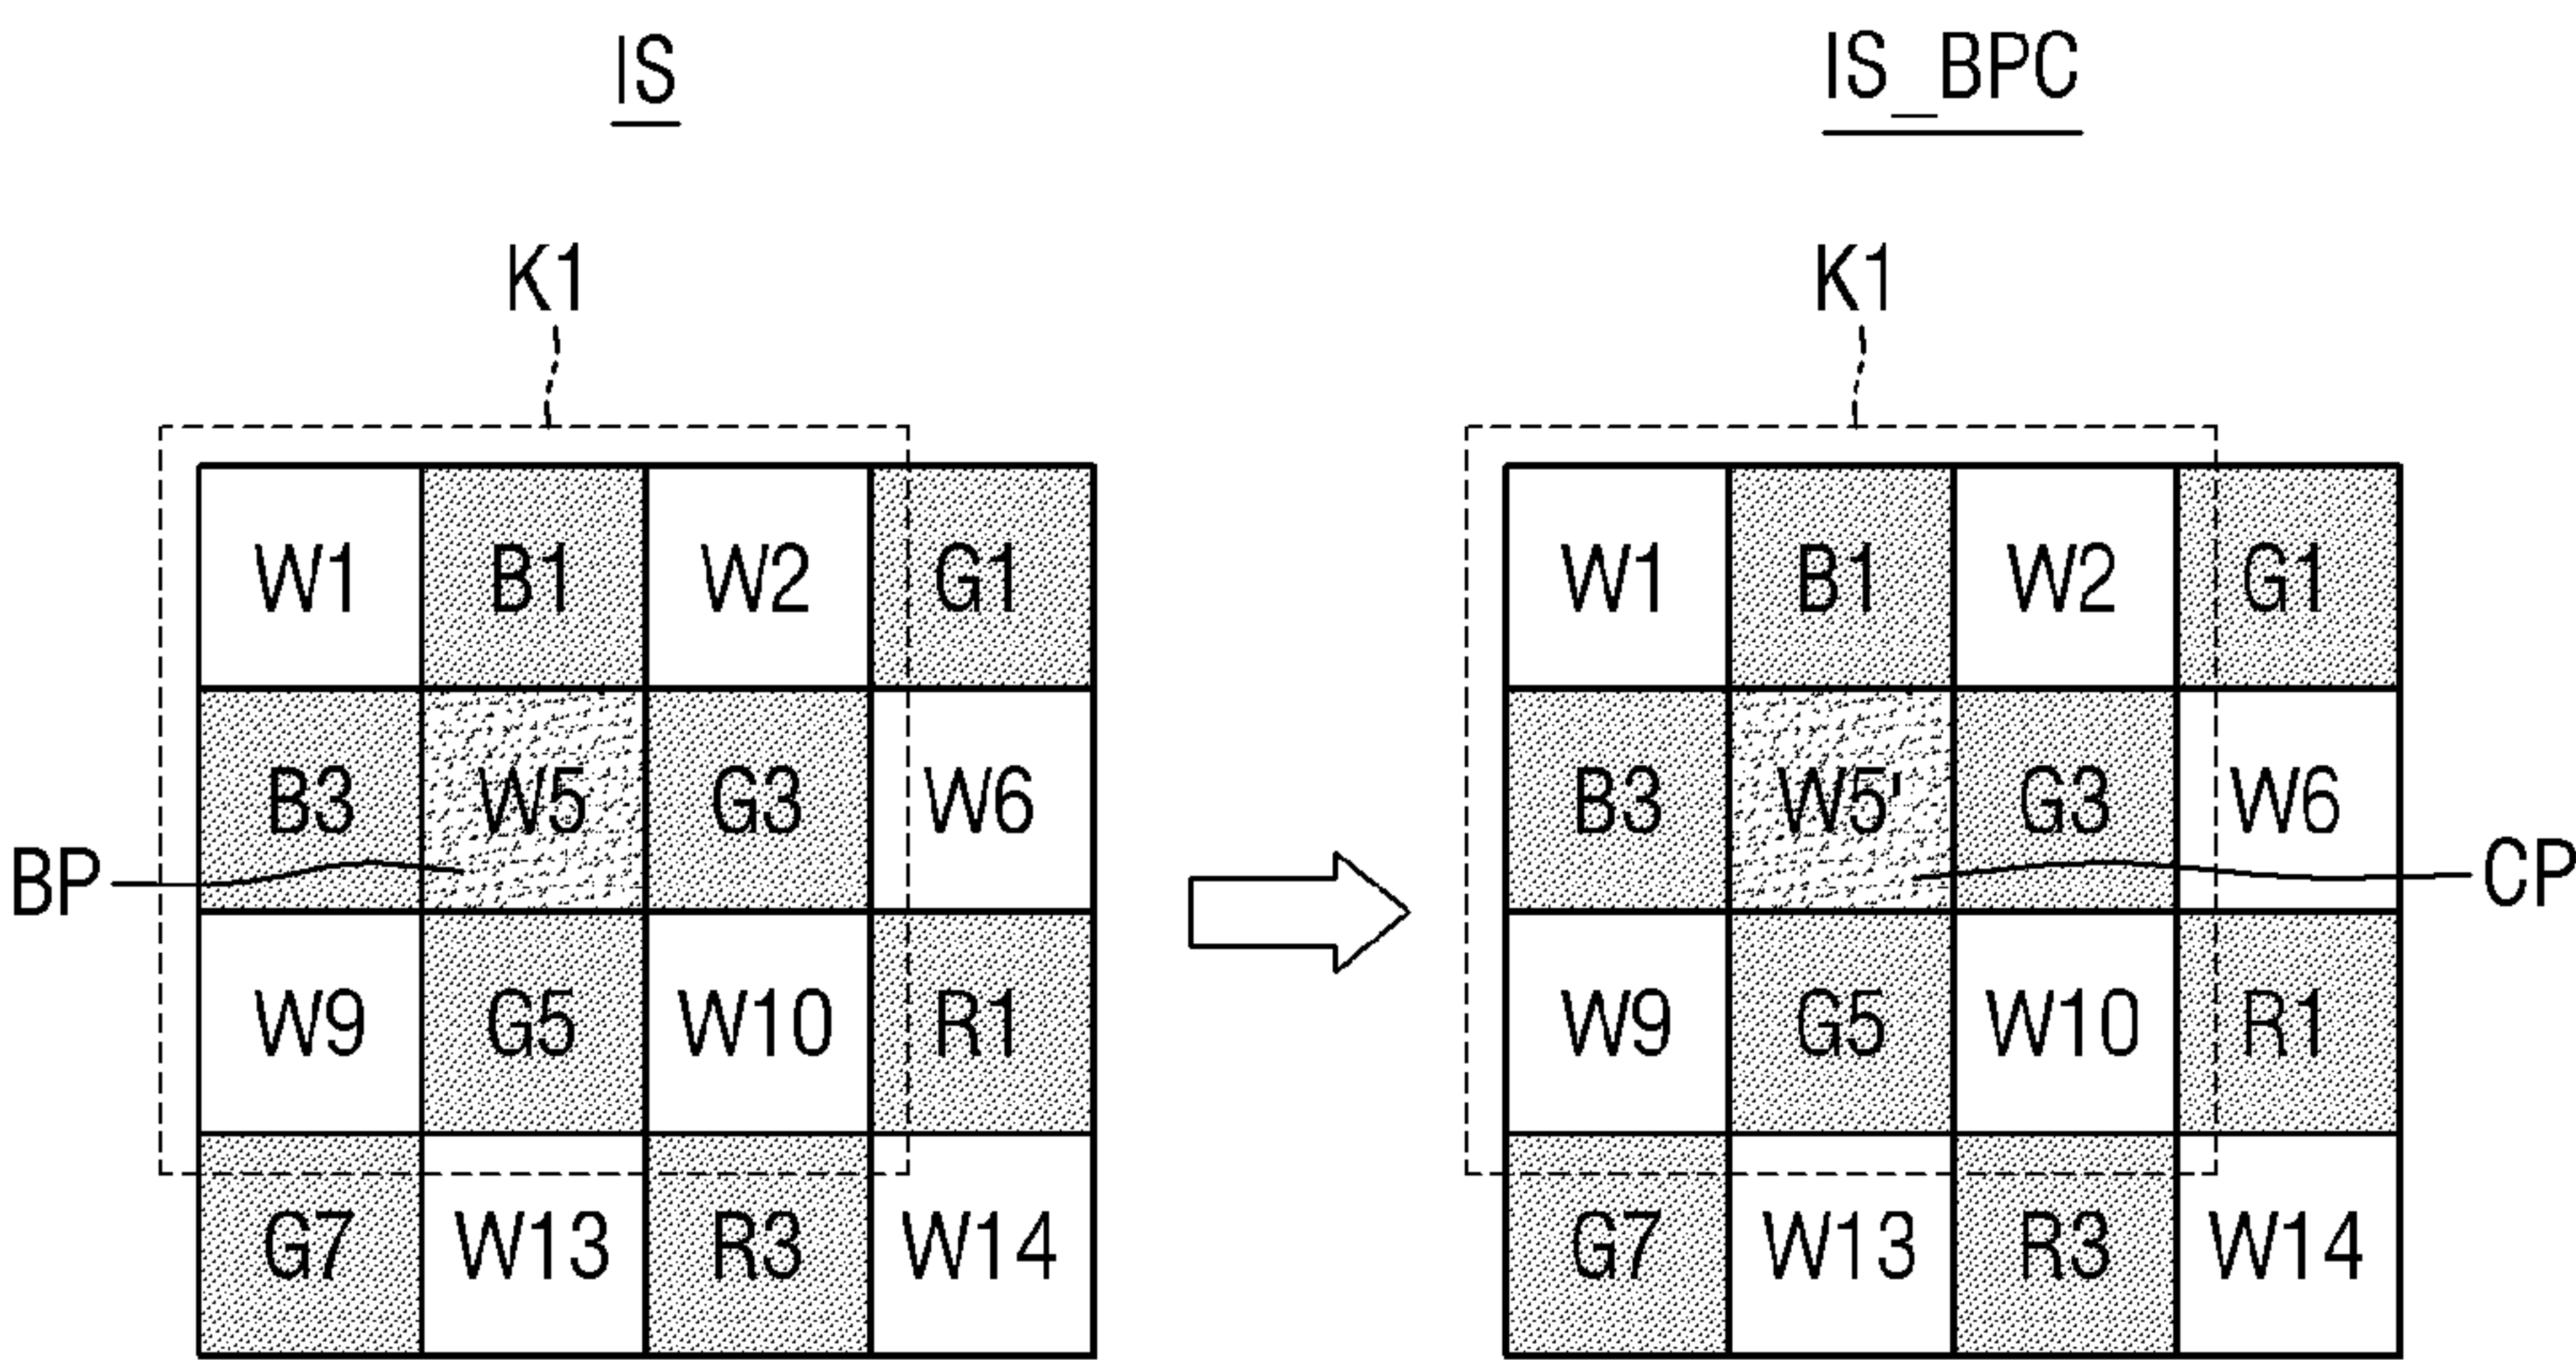 IS IS_BPC
K1 K1
W1 B1 W2 G1 W1 B1 W2 G1
B3 W5 G3 W6 B3 W5' G3 W6
BP CP
W9 G5 W10 R1 W9 G5 W10 R1
G7 W13 R3 W14 G7 W13 R3 W14